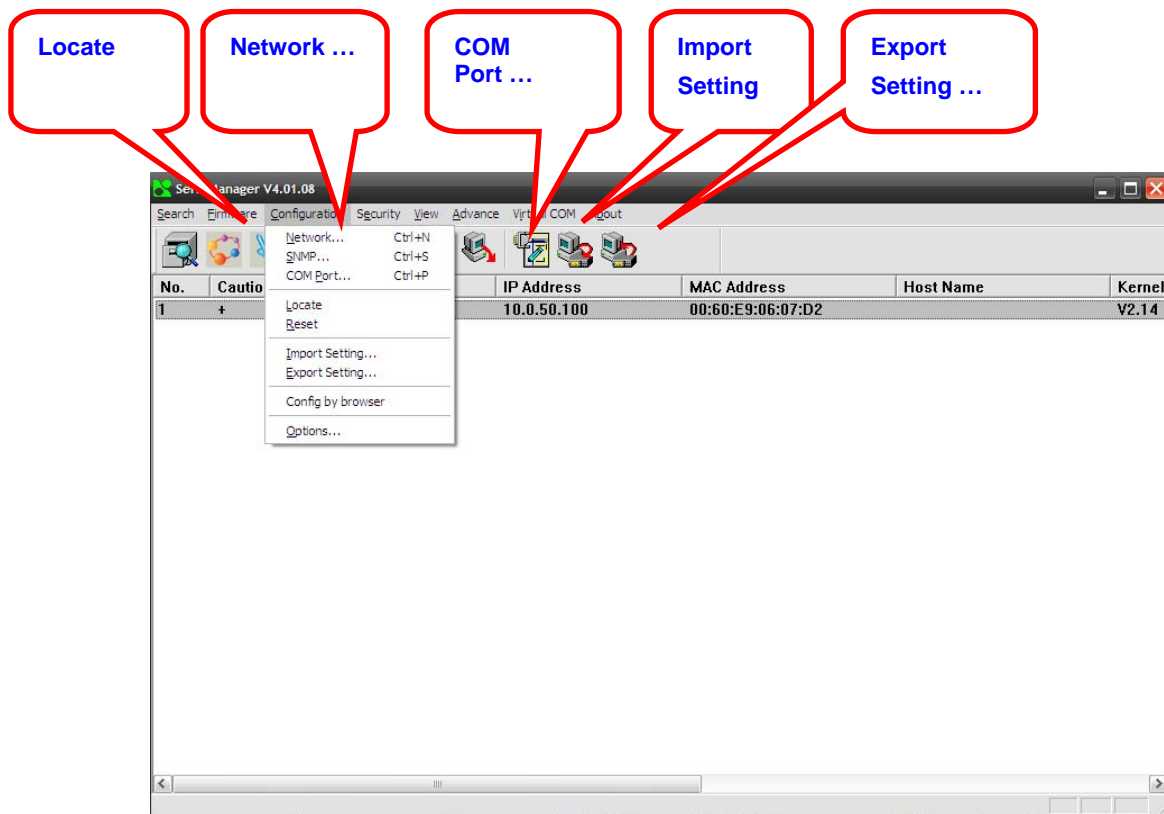 Locate
Network …
COM
Port …
Import
Setting
Export
Setting …
Manager V4.01.08
Search Configuration Security View Advance COM
Network... Ctrl+N
SNMP... Ctrl+S
COM Port... Ctrl+P
Locate
Reset
Import Setting...
Export Setting...
Config by browser
Options...
No. Cautio IP Address MAC Address Host Name Kernel
1 + 10.0.50.100 00:60:E9:06:07:D2 V2.14